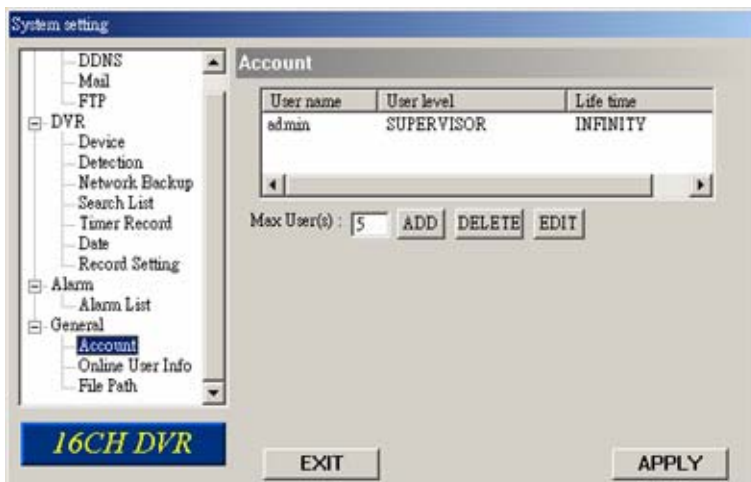 System setting
DDNS
Mail
FTP
DVR
Device
Detection
Network Backup
Search List
Timer Record
Date
Record Setting
Alarm
Alarm List
General
Account
Online User Info
File Path
16CH DVR
Account
User name User level Life time
admin SUPERVISOR INFINITY
Max User(s) : 5 ADD DELETE EDIT
EXIT APPLY